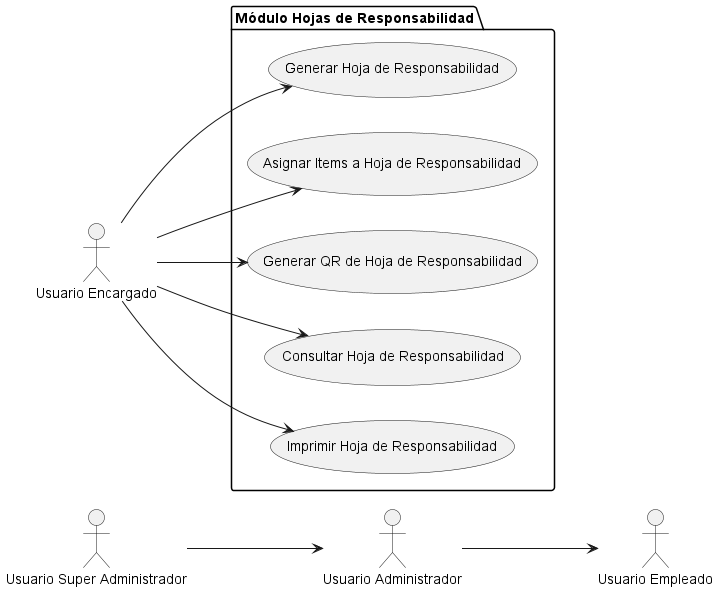 Módulo Hojas de Responsabilidad
Generar Hoja de Responsabilidad
Asignar Items a Hoja de Responsabilidad
Generar QR de Hoja de Responsabilidad
Usuario Encargado
Consultar Hoja de Responsabilidad
Imprimir Hoja de Responsabilidad
Usuario Super Administrador
Usuario Administrador
Usuario Empleado